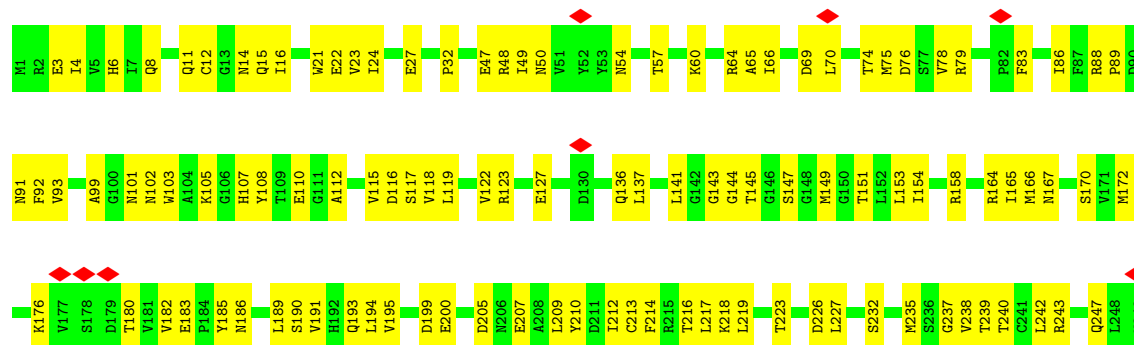 M1 R2 E3 I4 V5 H6 I7 Q8 Q11 C12 G13 N14 Q15 I16 W21 E22 V23 I24 E27 P32 E47 R48 I49 N50 V51 Y52 Y53 N54 T57 K60 R64 A65 I66 D69 L70 T74 M75 D76 S77 V78 R79 P82 F83 I86 F87 R88 P89 D90
N91 F92 V93 A99 G100 N101 N102 W103 A104 K105 G106 H107 Y108 T109 E110 G111 A112 V115 D116 S117 V118 L119 V122 R123 E127 D130 Q136 L137 L141 G142 G143 G144 T145 G146 S147 G148 M149 G150 T151 L152 L153 I154 R158 R164 I165 M166 N167 S170 V171 M172
K176 V177 S178 D179 T180 V181 V182 E183 P184 Y185 N186 L189 S190 V191 H192 Q193 L194 V195 D199 E200 D205 N206 E207 A208 L209 Y210 D211 I212 C213 F214 R215 T216 L217 K218 L219 T223 D226 L227 S232 M235 S236 G237 V238 T239 T240 C241 L242 R243 Q247 L248